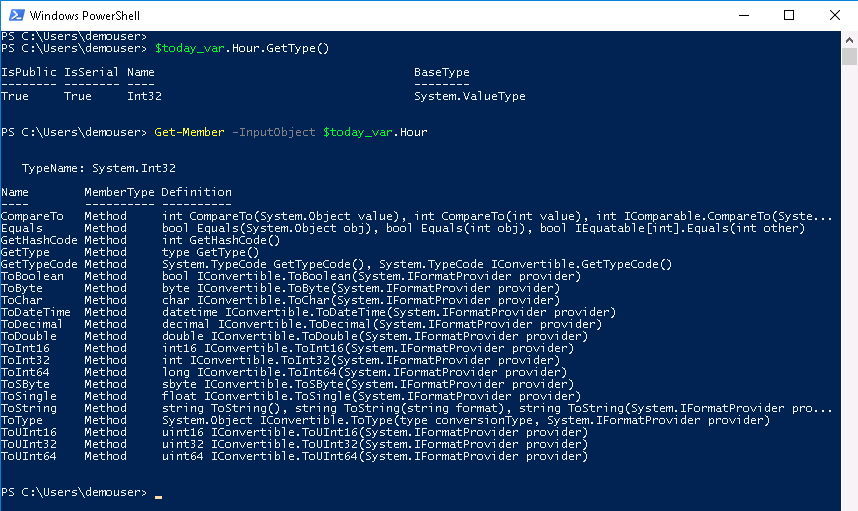 Windows PowerShell
PS C:\Users\demouser>
PS C:\Users\demouser> $today_var.Hour.GetType()
IsPublic IsSerial Name BaseType
-------- -------- ---- --------
True True Int32 System.ValueType
PS C:\Users\demouser> Get-Member -InputObject $today_var.Hour
TypeName: System.Int32
Name MemberType Definition
---- ---------- ----------
CompareTo Method int CompareTo(System.Object value), int CompareTo(int value), int IComparable.CompareTo(Syste...
Equals Method bool Equals(System.Object obj), bool Equals(int obj), bool IEquatable[int].Equals(int other)
GetHashCode Method int GetHashCode()
GetType Method type GetType()
GetTypeCode Method System.TypeCode GetTypeCode(), System.TypeCode IConvertible.GetTypeCode()
ToBoolean Method bool IConvertible.ToBoolean(System.IFormatProvider provider)
ToByte Method byte IConvertible.ToByte(System.IFormatProvider provider)
ToChar Method char IConvertible.ToChar(System.IFormatProvider provider)
ToDateTime Method datetime IConvertible.ToDateTime(System.IFormatProvider provider)
ToDecimal Method decimal IConvertible.ToDecimal(System.IFormatProvider provider)
ToDouble Method double IConvertible.ToDouble(System.IFormatProvider provider)
ToInt16 Method int16 IConvertible.ToInt16(System.IFormatProvider provider)
ToInt32 Method int IConvertible.ToInt32(System.IFormatProvider provider)
ToInt64 Method long IConvertible.ToInt64(System.IFormatProvider provider)
ToSByte Method sbyte IConvertible.ToSByte(System.IFormatProvider provider)
ToSingle Method float IConvertible.ToSingle(System.IFormatProvider provider)
ToString Method string ToString(), string ToString(string format), string ToString(System.IFormatProvider pro...
ToType Method System.Object IConvertible.ToType(type conversionType, System.IFormatProvider provider)
ToUInt16 Method uint16 IConvertible.ToUInt16(System.IFormatProvider provider)
ToUInt32 Method uint32 IConvertible.ToUInt32(System.IFormatProvider provider)
ToUInt64 Method uint64 IConvertible.ToUInt64(System.IFormatProvider provider)
PS C:\Users\demouser> _